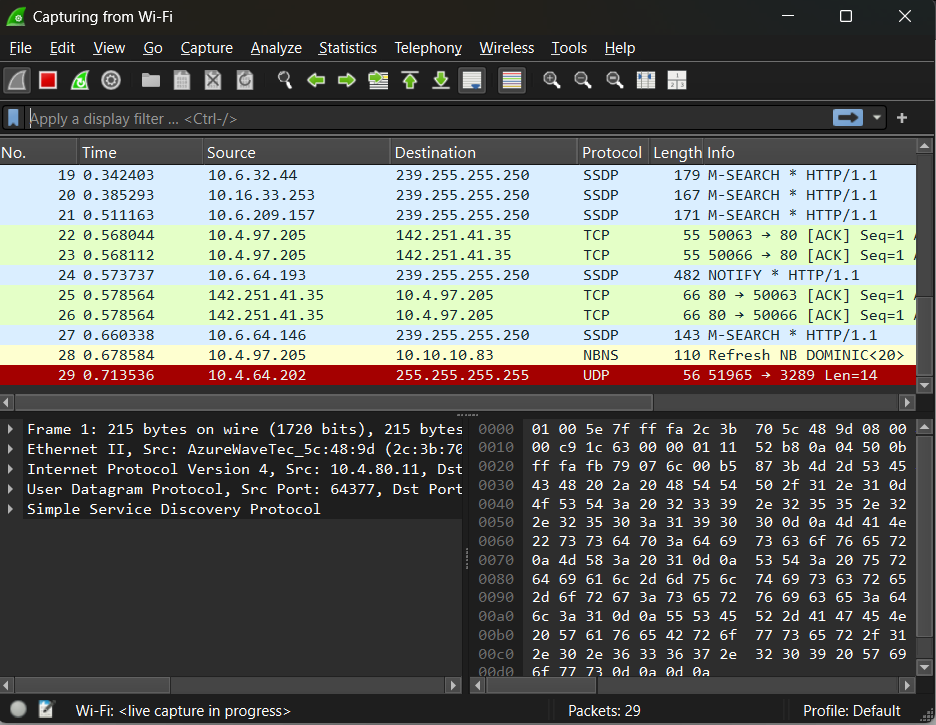 Capturing from Wi-Fi
File Edit View Go Capture Analyze Statistics Telephony Wireless Tools Help
Apply a display filter ... <Ctrl-/>
No. Time Source Destination Protocol Length Info
19 0.342403 10.6.32.44 239.255.255.250 SSDP 179 M-SEARCH * HTTP/1.1
20 0.385293 10.16.33.253 239.255.255.250 SSDP 167 M-SEARCH * HTTP/1.1
21 0.511163 10.6.209.157 239.255.255.250 SSDP 171 M-SEARCH * HTTP/1.1
22 0.568044 10.4.97.205 142.251.41.35 TCP 55 50063 → 80 [ACK] Seq=1
23 0.568112 10.4.97.205 142.251.41.35 TCP 55 50066 → 80 [ACK] Seq=1
24 0.573737 10.6.64.193 239.255.255.250 SSDP 482 NOTIFY * HTTP/1.1
25 0.578564 142.251.41.35 10.4.97.205 TCP 66 80 → 50063 [ACK] Seq=1
26 0.578564 142.251.41.35 10.4.97.205 TCP 66 80 → 50066 [ACK] Seq=1
27 0.660338 10.6.64.146 239.255.255.250 SSDP 143 M-SEARCH * HTTP/1.1
28 0.678584 10.4.97.205 10.10.10.83 NBNS 110 Refresh NB DOMINIC<20>
29 0.713536 10.4.64.202 255.255.255.255 UDP 56 51965 → 3289 Len=14
Frame 1: 215 bytes on wire (1720 bits), 215 bytes
Ethernet II, Src: AzureWaveTec_5c:48:9d (2c:3b:70
Internet Protocol Version 4, Src: 10.4.80.11, Dst
User Datagram Protocol, Src Port: 64377, Dst Port
Simple Service Discovery Protocol
0000 01 00 5e 7f ff fa 2c 3b 70 5c 48 9d 08 00
0010 00 c9 1c 63 00 00 01 11 52 b8 0a 04 50 0b
0020 ff fa fb 79 07 6c 00 b5 87 3b 4d 2d 53 45
0030 43 48 20 2a 20 48 54 54 50 2f 31 2e 31 0d
0040 4f 53 54 3a 20 32 33 39 2e 32 35 35 2e 32
0050 2e 32 35 30 3a 31 39 30 30 0d 0a 4d 41 4e
0060 22 73 73 64 70 3a 64 69 73 63 6f 76 65 72
0070 0a 4d 58 3a 20 31 0d 0a 53 54 3a 20 75 72
0080 64 69 61 6c 2d 6d 75 6c 74 69 73 63 72 65
0090 2d 6f 72 67 3a 73 65 72 76 69 63 65 3a 64
00a0 6c 3a 31 0d 0a 55 53 45 52 2d 41 47 45 4e
00b0 20 57 61 76 65 42 72 6f 77 73 65 72 2f 31
00c0 2e 30 2e 36 33 36 37 2e 32 30 39 20 57 69
00d0 6f 77 73 0d 0a 0d 0a
Wi-Fi: <live capture in progress> Packets: 29 Profile: Default